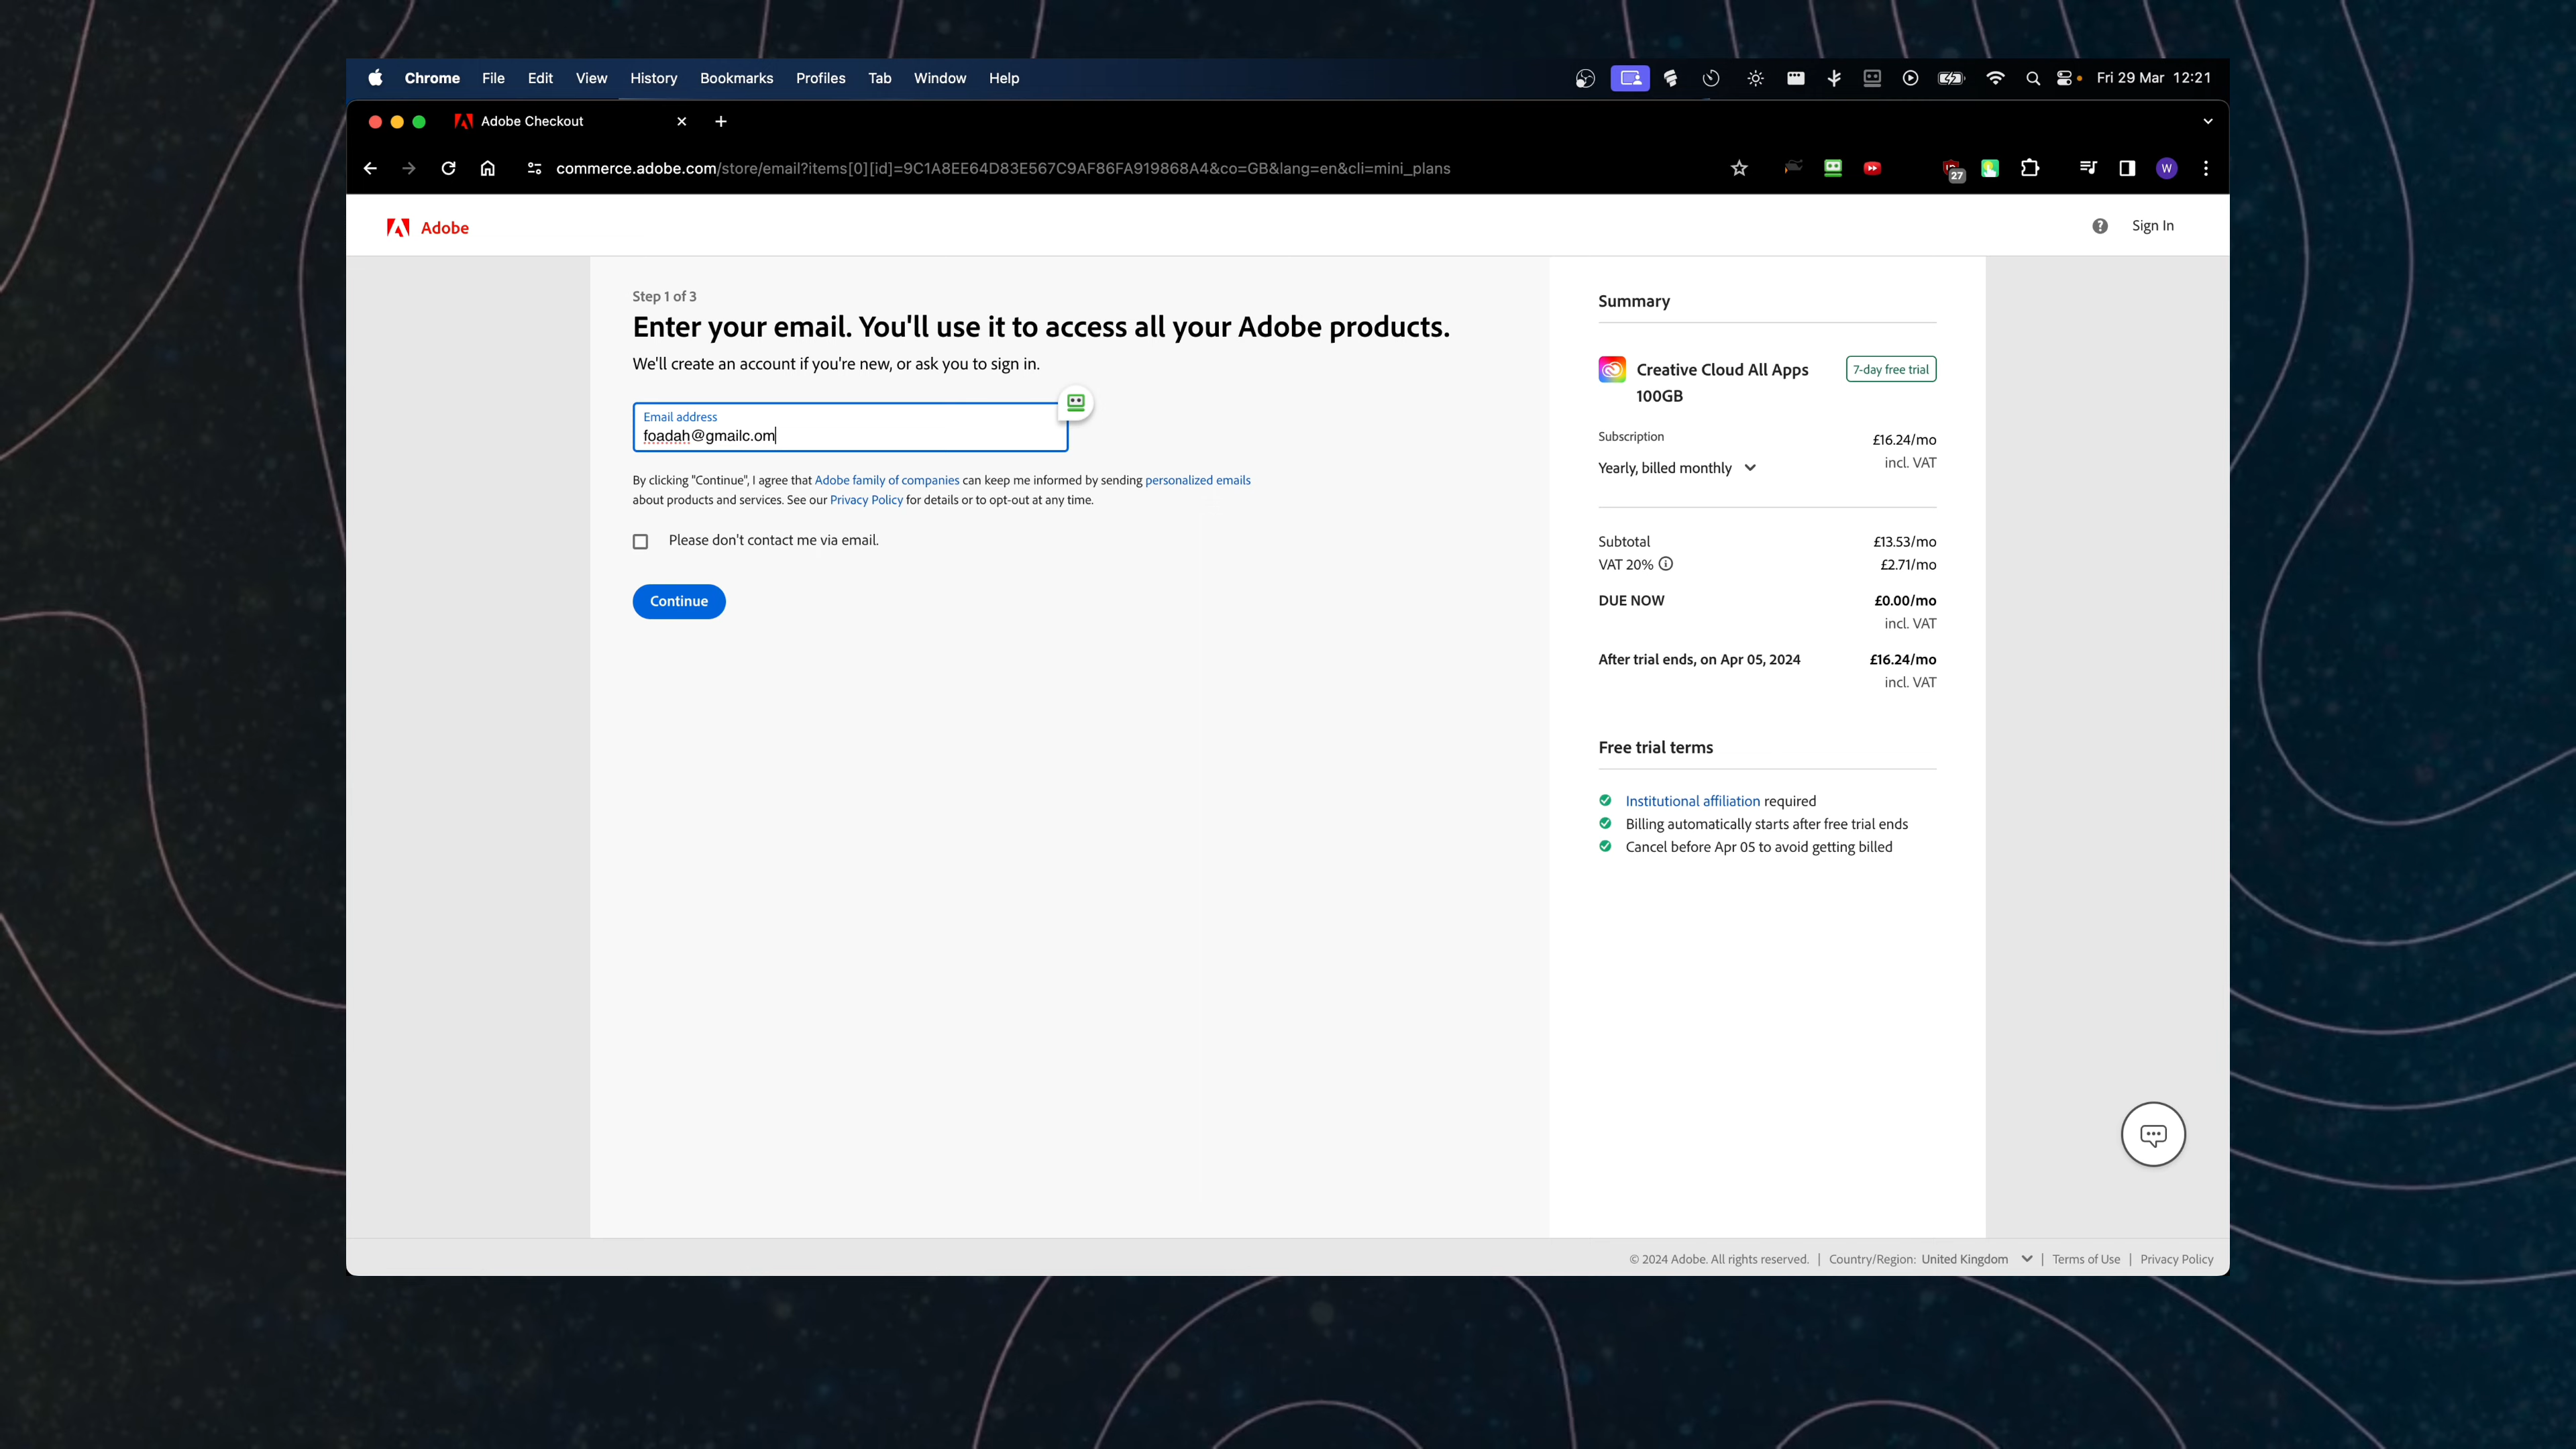 Chrome File Edit View History Bookmarks Profiles Tab Window Help
Fri 29 Mar 12:21
Adobe Checkout
commerce.adobe.com/store/email?items[0][id]=9C1A8EE64D83E567C9AF86FA919868A4&co=GB&lang=en&cli=mini_plans
27
W
Adobe
Sign In
Step 1 of 3
Enter your email. You'll use it to access all your Adobe products.
We'll create an account if you're new, or ask you to sign in.
Email address
foadah@gmailc.om
By clicking "Continue", I agree that Adobe family of companies can keep me informed by sending personalized emails
about products and services. See our Privacy Policy for details or to opt-out at any time.
Please don't contact me via email.
Continue
Summary
Creative Cloud All Apps
100GB
7-day free trial
Subscription
Yearly, billed monthly
£16.24/mo
incl. VAT
Subtotal £13.53/mo
VAT 20% £2.71/mo
DUE NOW £0.00/mo
incl. VAT
After trial ends, on Apr 05, 2024 £16.24/mo
incl. VAT
Free trial terms
Institutional affiliation required
Billing automatically starts after free trial ends
Cancel before Apr 05 to avoid getting billed
© 2024 Adobe. All rights reserved. | Country/Region: United Kingdom | Terms of Use | Privacy Policy